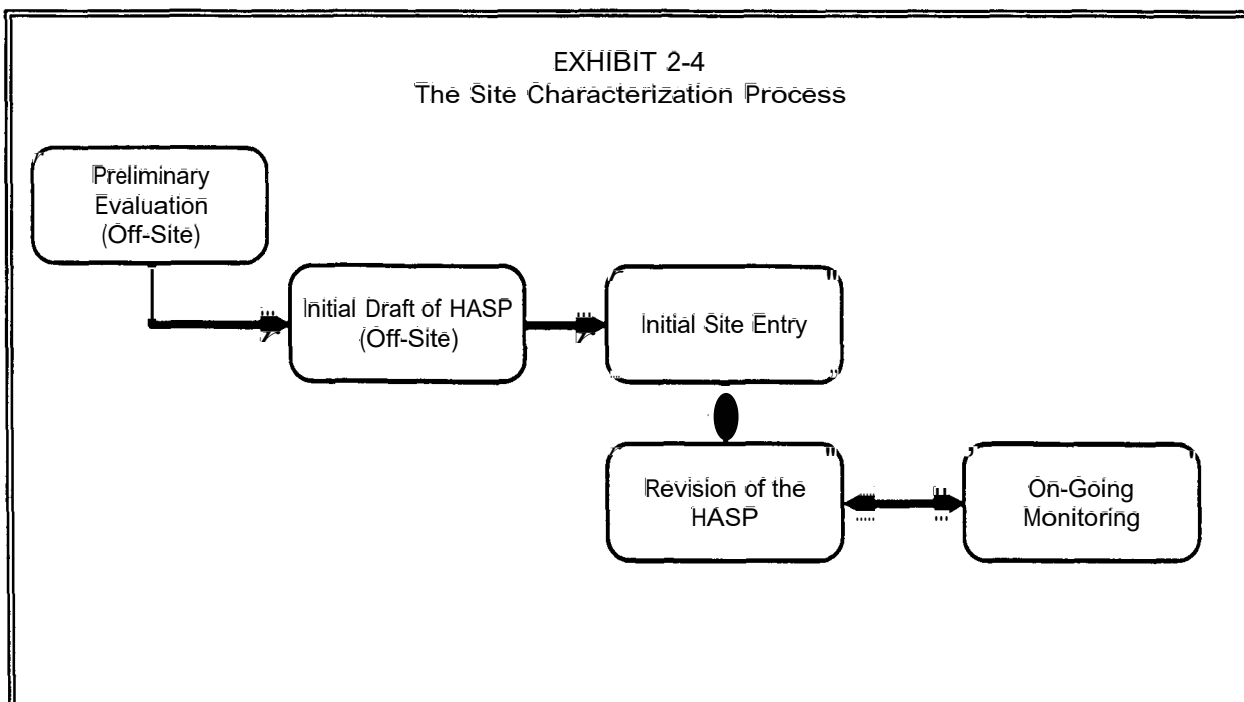 EXHIBIT 2-4
The Site Characterization Process
Preliminary
Evaluation
(Off-Site)
Initial Draft of HASP
(Off-Site)
Initial Site Entry
Revision of the
HASP
On-Going
Monitoring